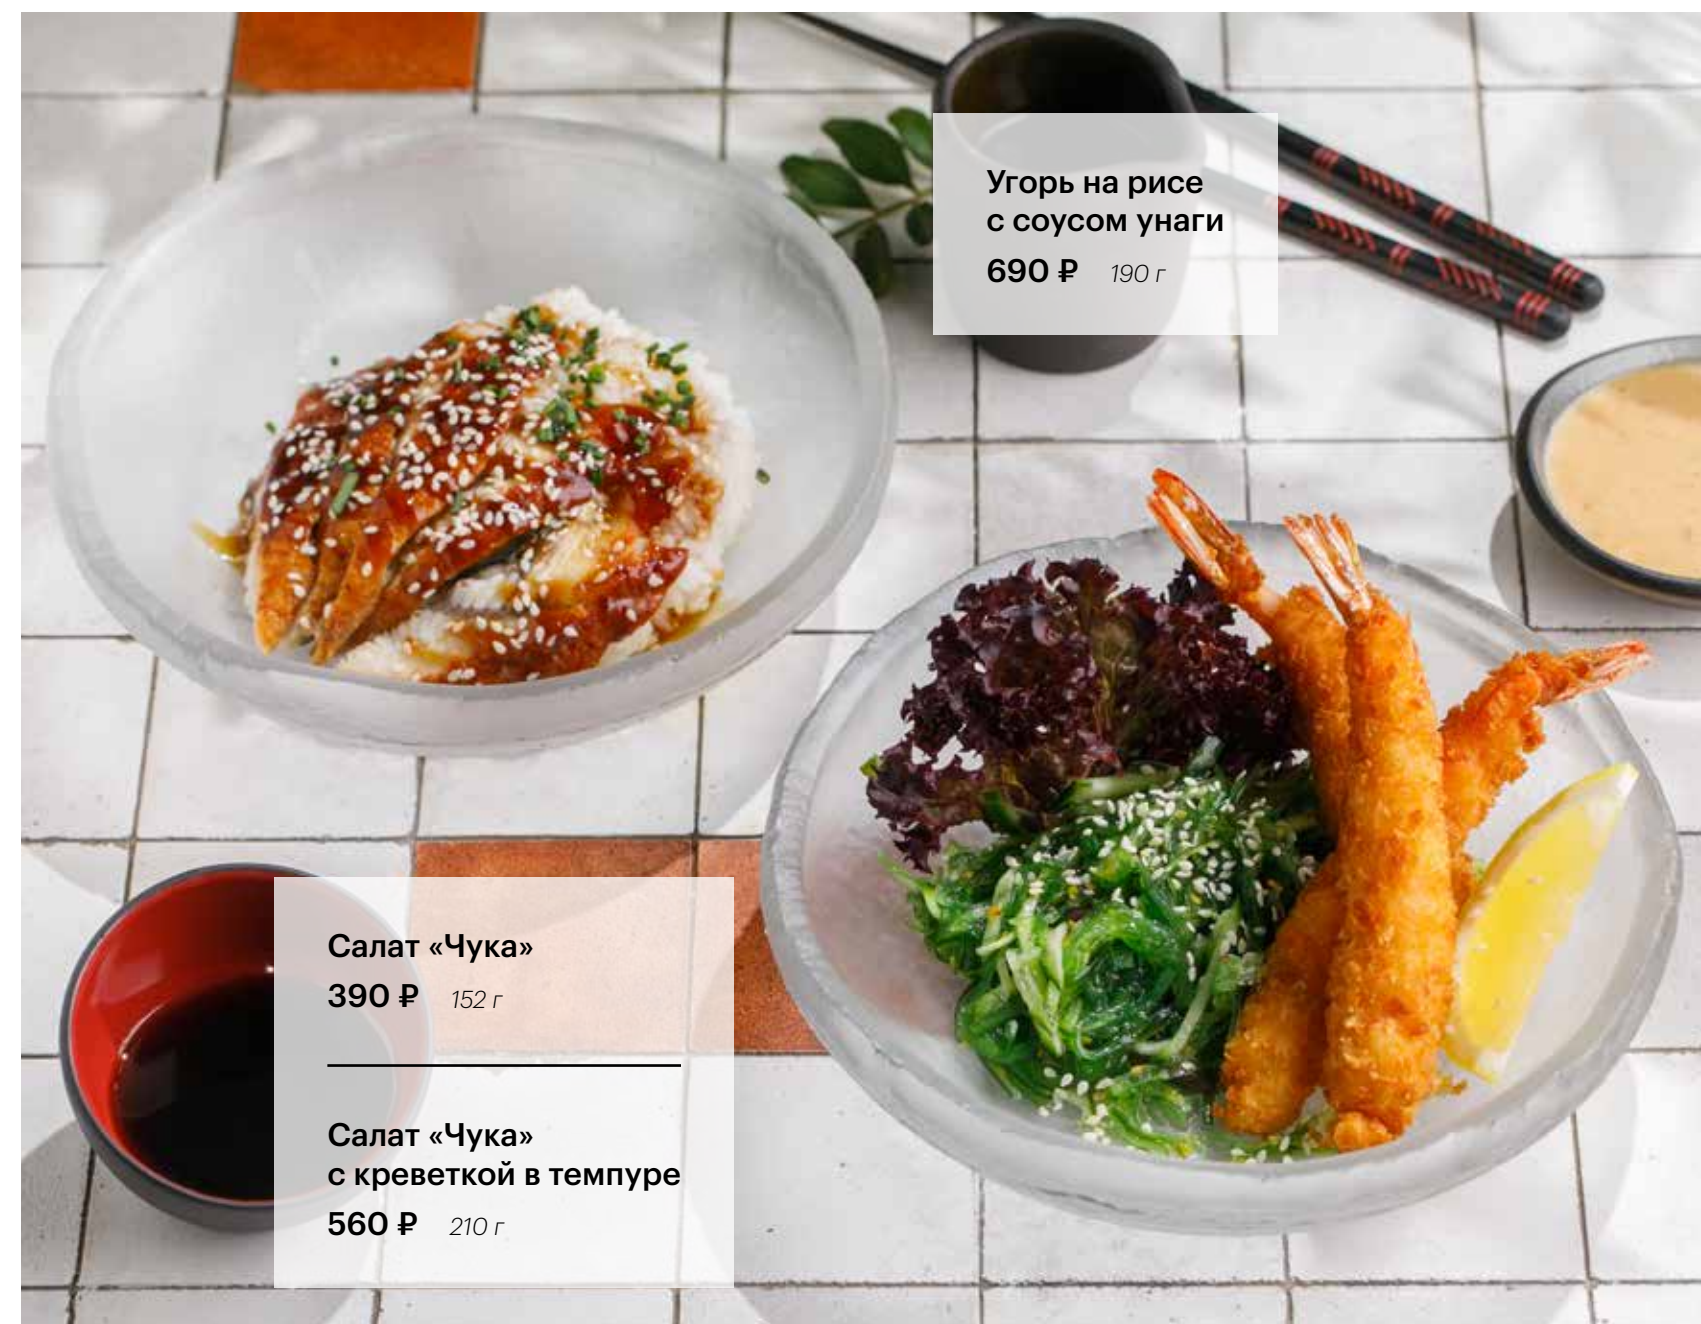 Угорь на рисе
с соусом унаги
690 ₽ 190 г
Салат «Чука»
390 ₽ 152 г
Салат «Чука»
с креветкой в темпуре
560 ₽ 210 г